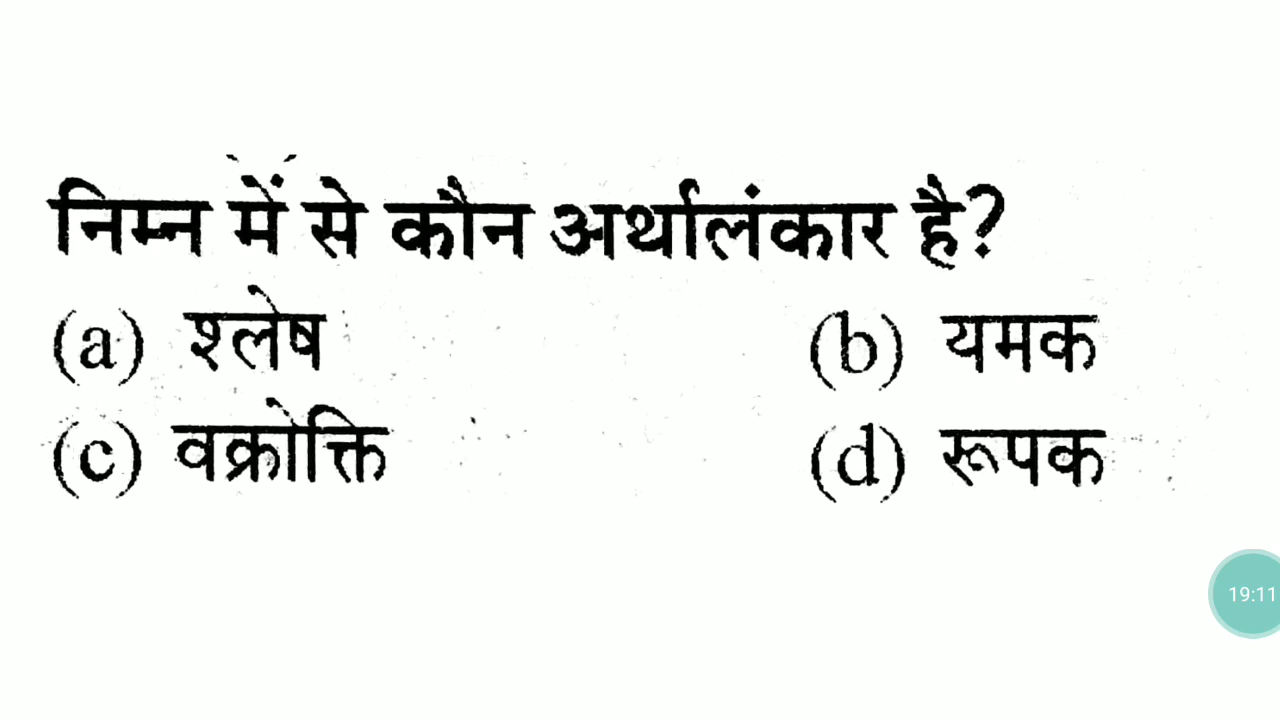 निम्न में से कौन अर्थालंकार है?
(a) श्लेष (b) यमक
(c) वक्रोक्ति (d) रूपक
19:11